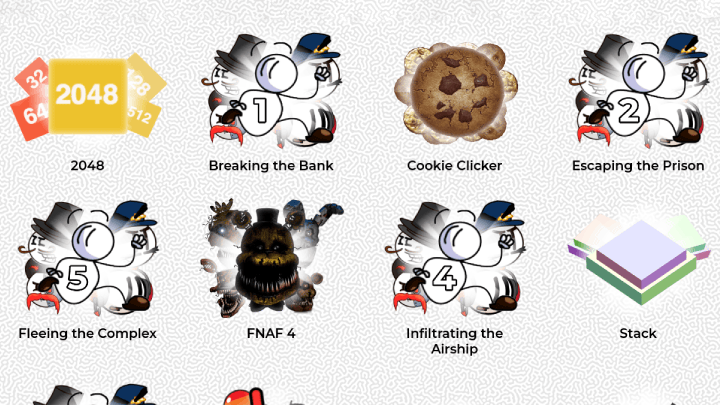 32
64
2048
128
512
1
2
2048
Breaking the Bank
Cookie Clicker
Escaping the Prison
5
4
Fleeing the Complex
FNAF 4
Infiltrating the
Airship
Stack